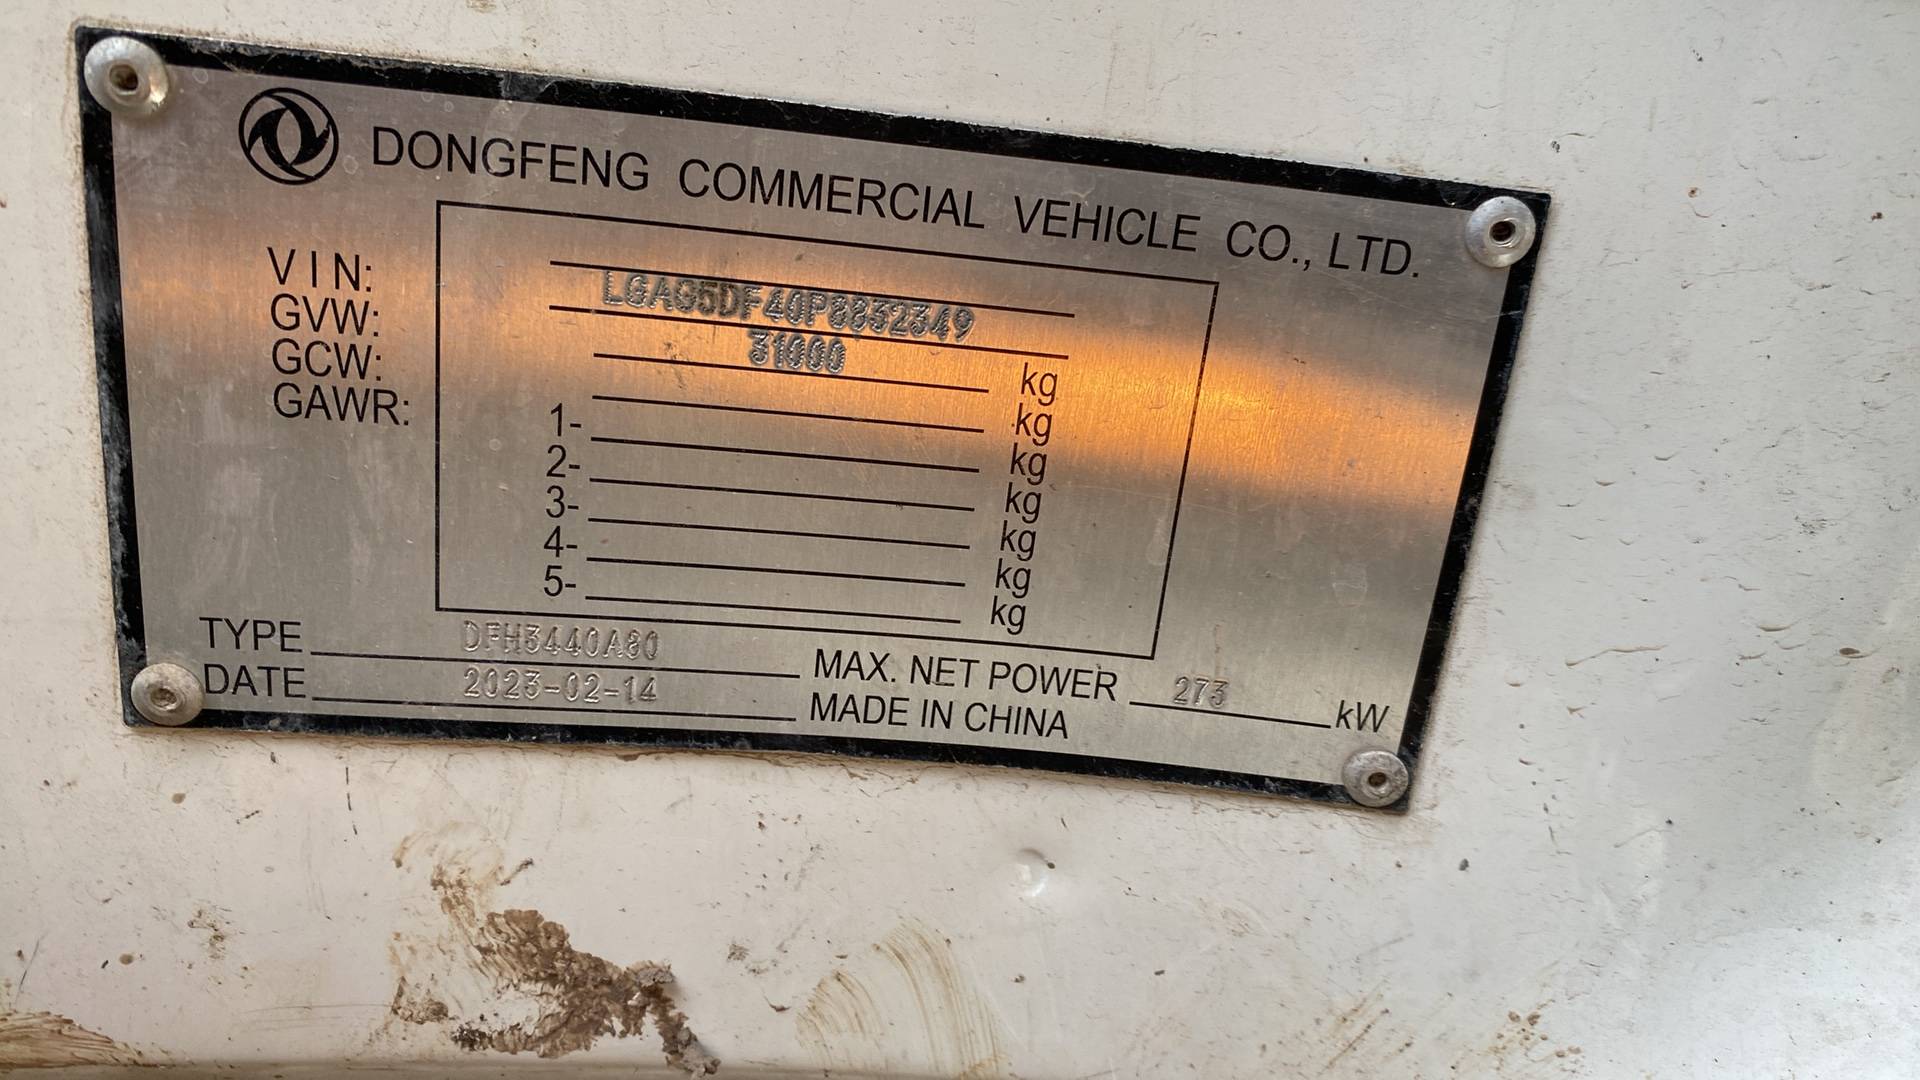 DONGFENG COMMERCIAL VEHICLE CO., LTD.
VIN: LGAG5DF40P8832349
GVW: 31000 kg
GCW: kg
GAWR:
1- kg
2- kg
3- kg
4- kg
5- kg
TYPE DFH3440A80 MAX. NET POWER 273 kW
DATE 2023-02-14 MADE IN CHINA